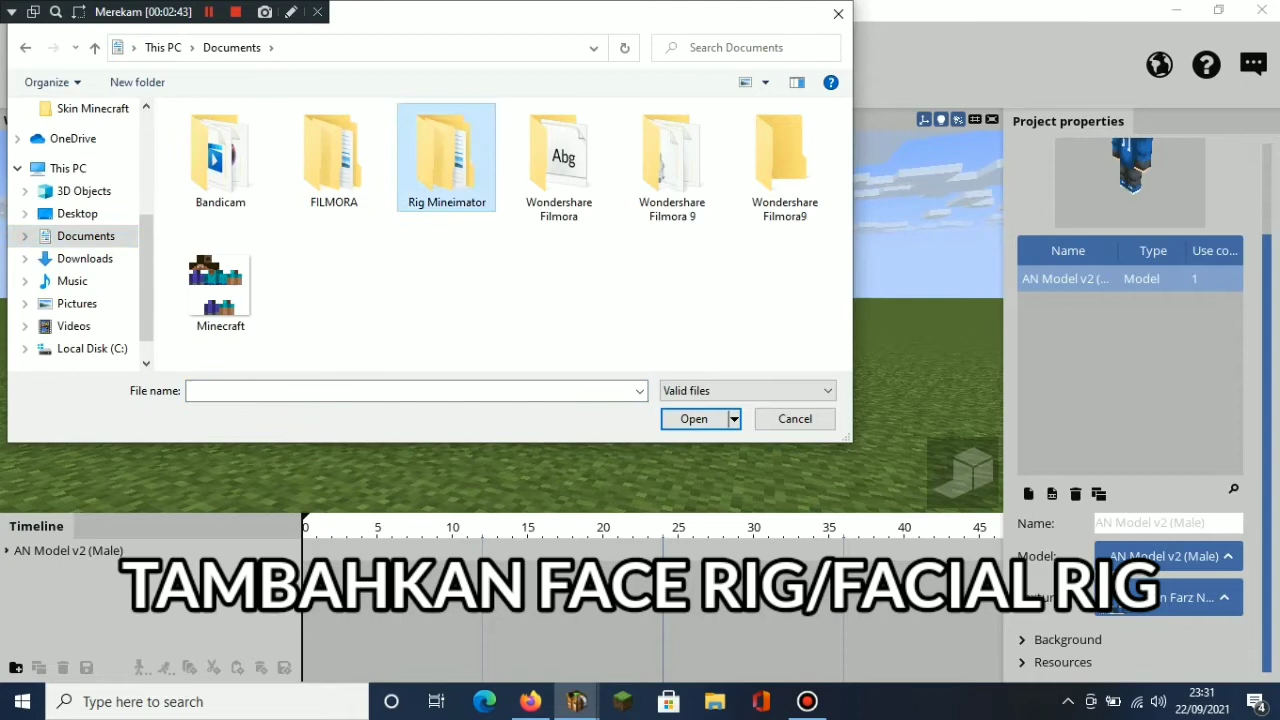 Merekam [00:02:43]
This PC
Documents
Search Documents
Organize
New folder
Skin Minecraft
OneDrive
This PC
3D Objects
Desktop
Documents
Downloads
Music
Pictures
Videos
Local Disk (C:)
Bandicam
FILMORA
Rig Mineimator
Abg
Wondershare Filmora
Wondershare Filmora 9
Wondershare Filmora9
Minecraft
File name:
Valid files
Open
Cancel
Project properties
Name Type Use co...
AN Model v2 (... Model 1
Name: AN Model v2 (Male)
Model: AN Model v2 (Male)
Farz N...
Background
Resources
Timeline
0 5 10 15 20 25 30 35 40 45
AN Model v2 (Male)
TAMBAHKAN FACE RIG/FACIAL RIG
Type here to search
23:31
22/09/2021
4